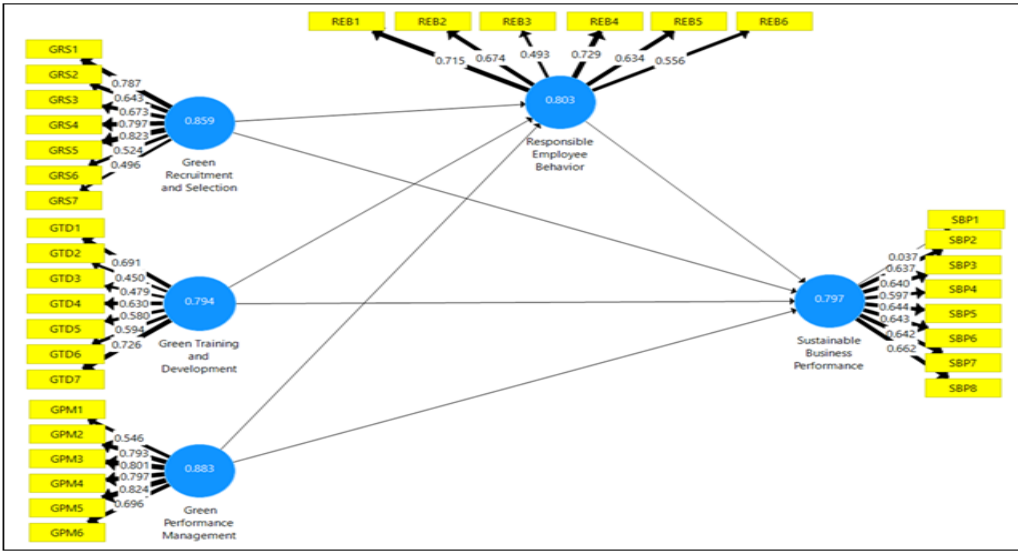 REB1
REB2
REB3
REB4
REB5
REB6
0.715
0.674
0.493
0.729
0.634
0.556
0.803
Responsible
Employee
Behavior
GRS1
GRS2
GRS3
GRS4
GRS5
GRS6
GRS7
0.787
0.643
0.673
0.797
0.823
0.524
0.496
0.859
Green
Recruitment
and Selection
GTD1
GTD2
GTD3
GTD4
GTD5
GTD6
GTD7
0.691
0.450
0.479
0.630
0.580
0.594
0.726
0.794
Green Training
and
Development
GPM1
GPM2
GPM3
GPM4
GPM5
GPM6
0.546
0.793
0.801
0.797
0.824
0.696
0.883
Green
Performance
Management
SBP1
SBP2
SBP3
SBP4
SBP5
SBP6
SBP7
SBP8
0.037
0.637
0.640
0.597
0.644
0.643
0.642
0.662
0.797
Sustainable
Business
Performance